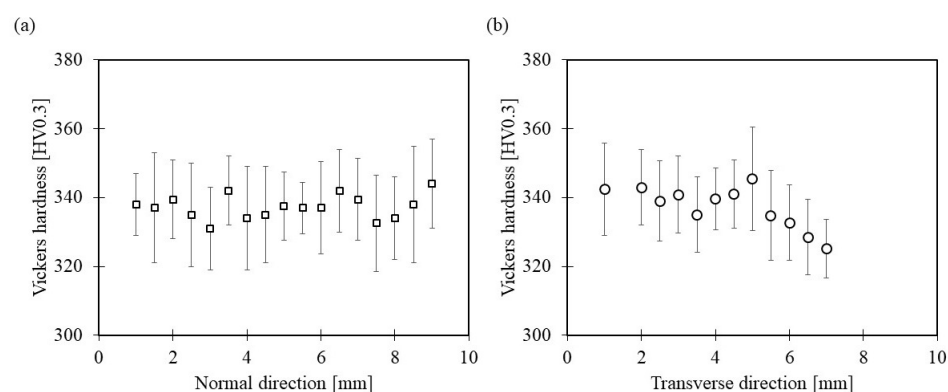 (a)
Vickers hardness [HV0.3]
380
360
340
320
300
0 2 4 6 8 10
Normal direction [mm]
(b)
Vickers hardness [HV0.3]
380
360
340
320
300
0 2 4 6 8 10
Transverse direction [mm]